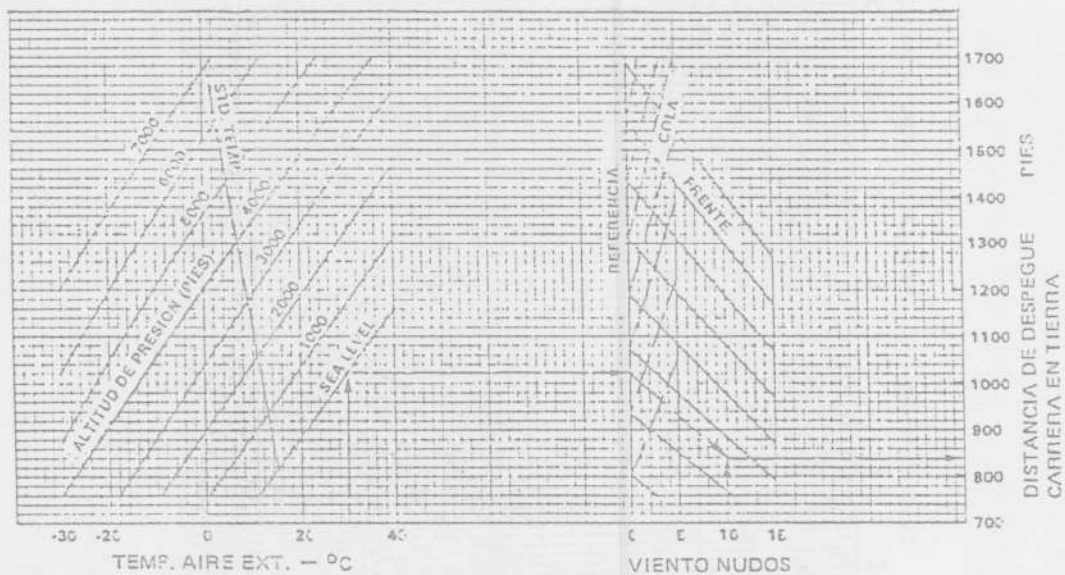 1700
1600
1500
1400
1300
1200
1100
1000
900
800
700
PIES
DISTANCIA DE DESPEGUE
CARRERA EN TIERRA
7000
6000
5000
4000
3000
2000
1000
SEA LEVEL
ALTITUD DE PRESION (PIES)
STD
REFERENCIA
COLA
FRENTE
-30
-20
0
20
40
0
5
10
15
TEMP. AIRE EXT. — °C
VIENTO NUDOS